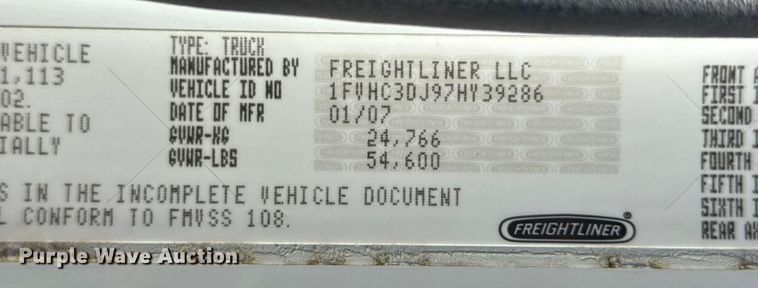 VEHICLE
1,113
02.
ABLE TO
IALLY
TYPE: TRUCK
MANUFACTURED BY FREIGHTLINER LLC
VEHICLE ID NO 1FVHC3DJ97HY39286
DATE OF MFR 01/07
GVWR-KG 24,766
GVWR-LBS 54,600
S IN THE INCOMPLETE VEHICLE DOCUMENT
L CONFORM TO FMVSS 108.
FREIGHTLINER
FRONT A
FIRST I
SECOND
THIRD I
FOURTH
FIFTH I
SIXTH I
REAR AX
Purple Wave Auction